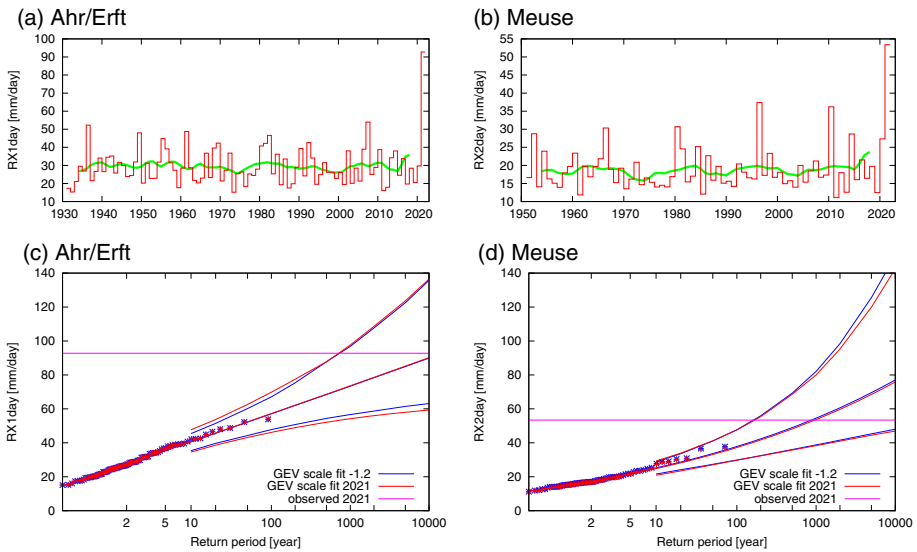 (a) Ahr/Erft
RX1day [mm/day]
100
90
80
70
60
50
40
30
20
10
1930 1940 1950 1960 1970 1980 1990 2000 2010 2020
(b) Meuse
RX2day [mm/day]
55
50
45
40
35
30
25
20
15
10
1950 1960 1970 1980 1990 2000 2010 2020
(c) Ahr/Erft
RX1day [mm/day]
140
120
100
80
60
40
20
0
GEV scale fit -1.2
GEV scale fit 2021
observed 2021
2 5 10 100 1000 10000
Return period [year]
(d) Meuse
RX2day [mm/day]
140
120
100
80
60
40
20
0
GEV scale fit -1.2
GEV scale fit 2021
observed 2021
2 5 10 100 1000 10000
Return period [year]